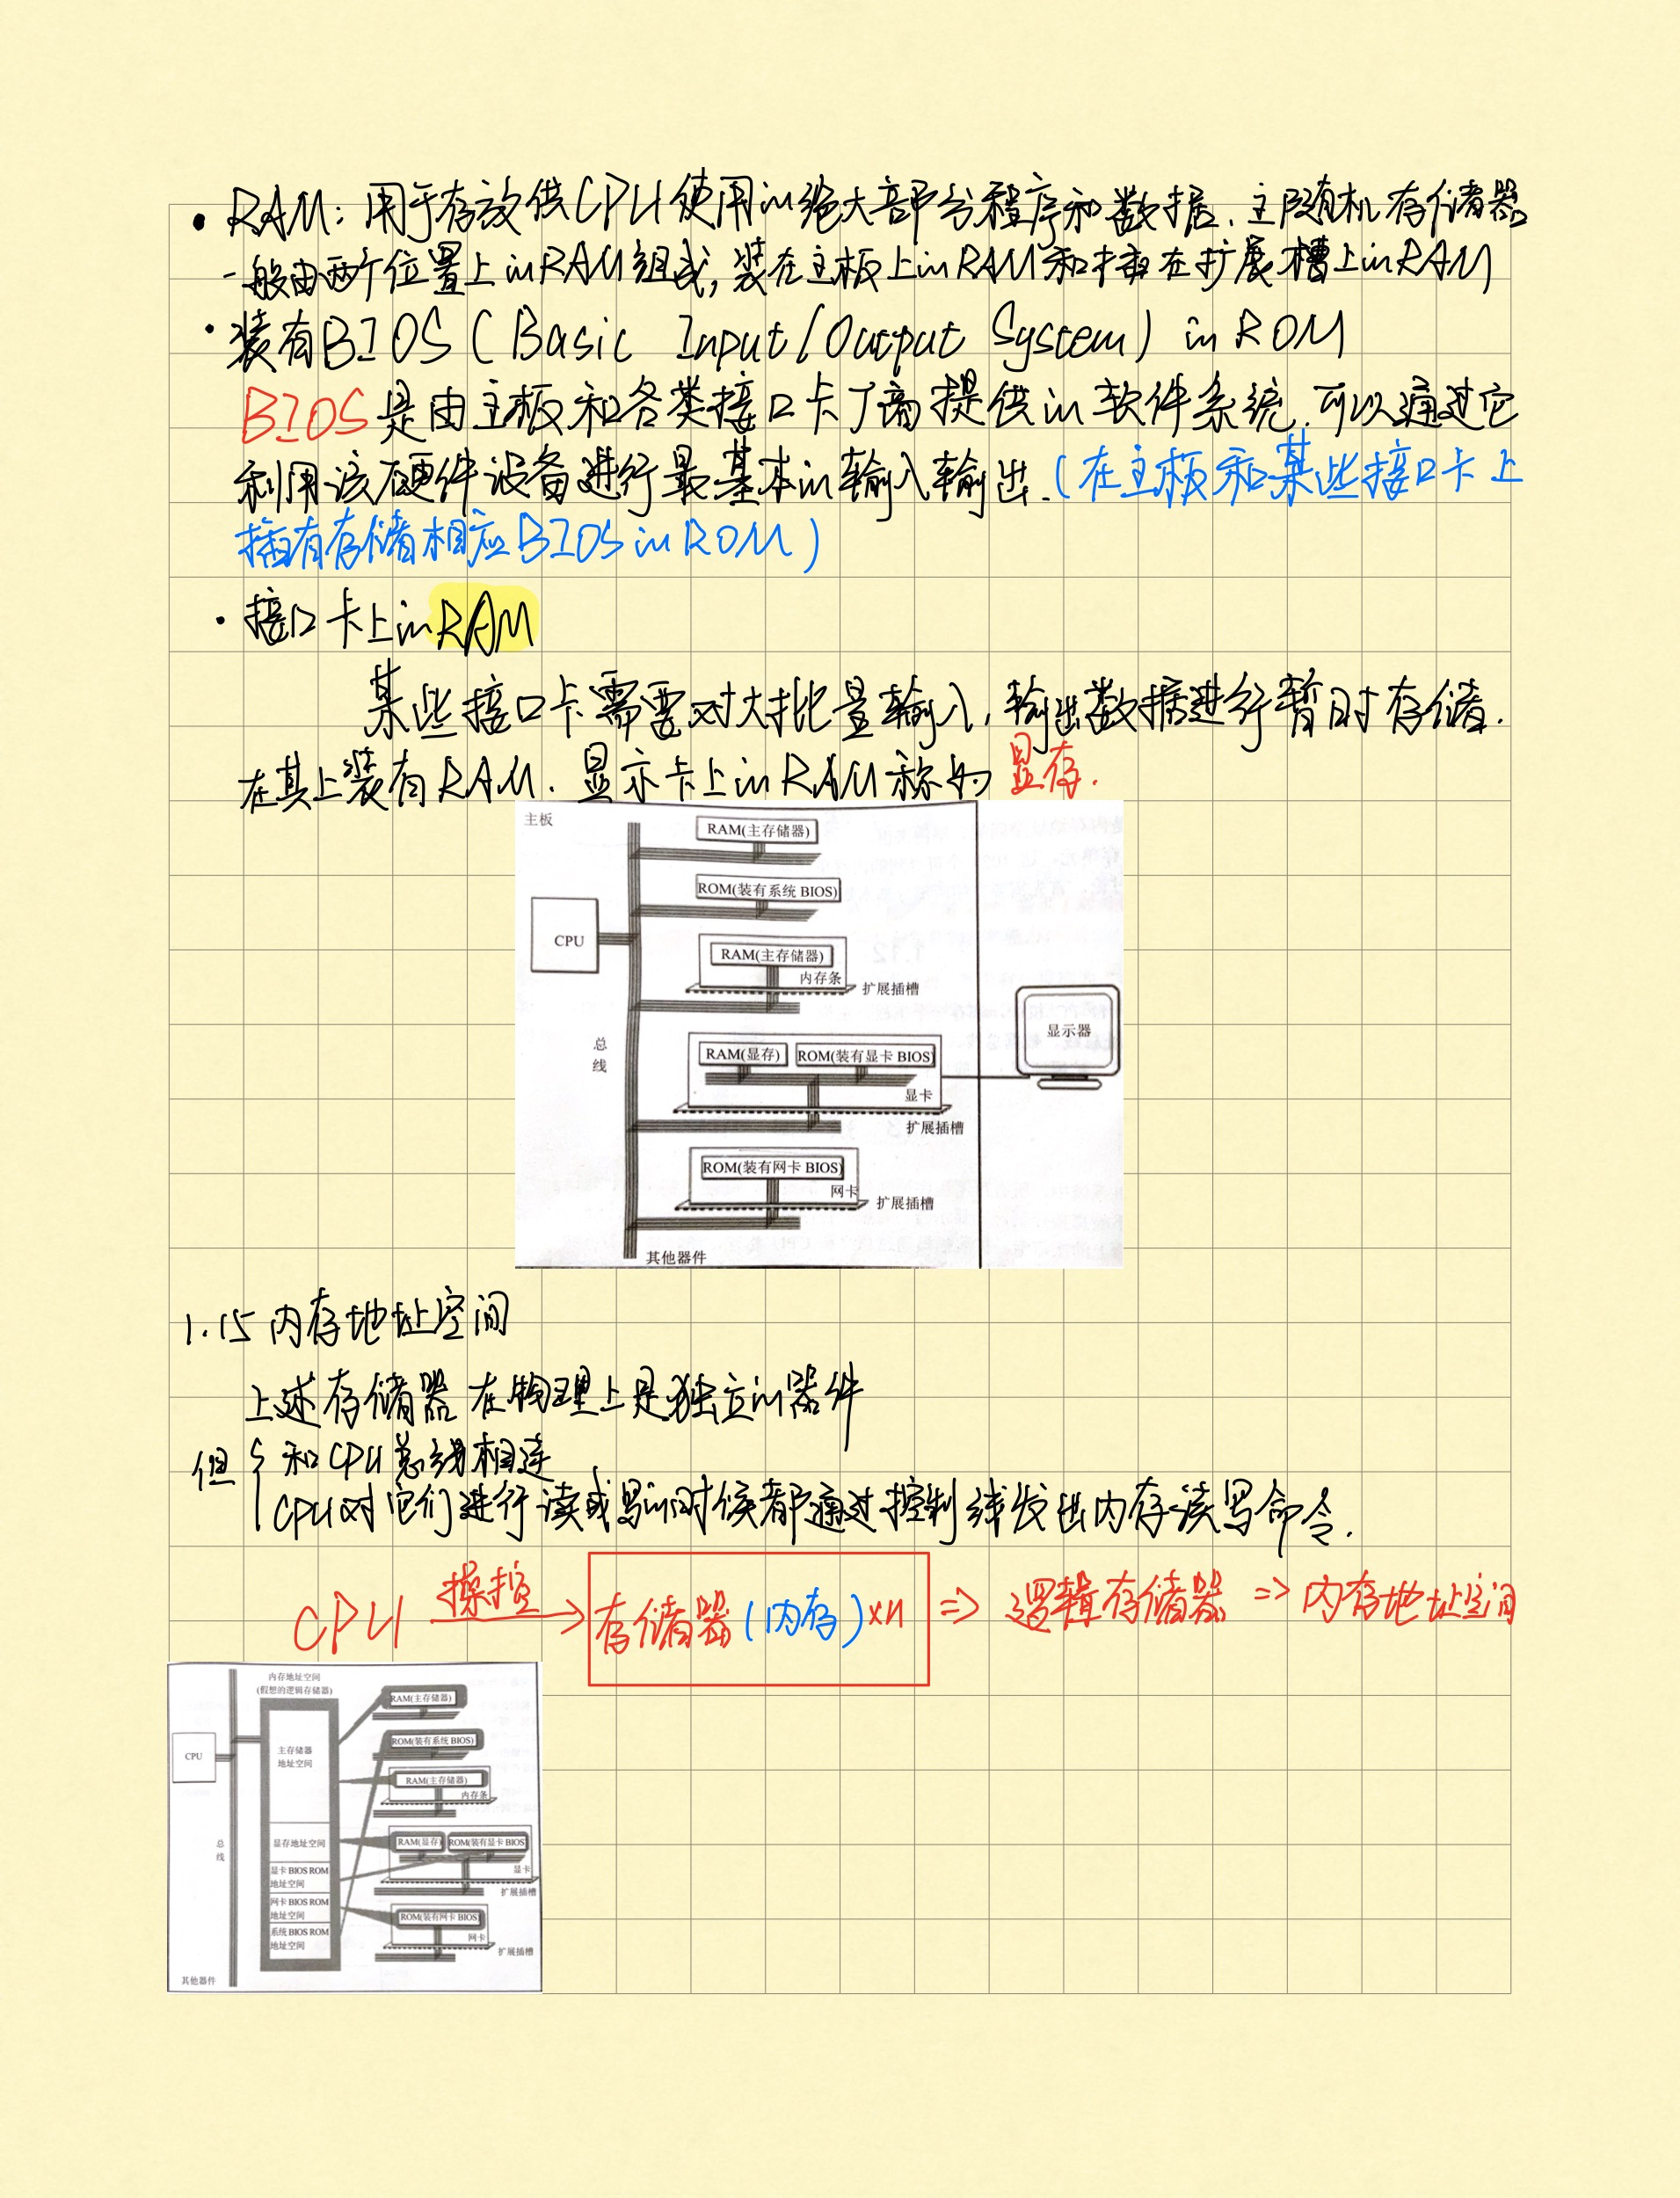 • RAM：用于存放供CPU使用的绝大部分程序和数据．主随机存储器
一般由两个位置上的RAM组成，装在主板上的RAM和插在扩展槽上的RAM
• 装有BIOS（Basic Input/Output System）的ROM
BIOS是由主板和各类接口卡厂商提供的软件系统．可以通过它
利用该硬件设备进行最基本的输入输出．（在主板和某些接口卡上
插有存储相应BIOS的ROM）
• 接口卡上的RAM
某些接口卡需要对大批量输入，输出数据进行暂时存储．
在其上装有RAM．显示卡上的RAM称为 显存．
主板
RAM(主存储器)
ROM(装有系统 BIOS)
CPU
RAM(主存储器)
内存条
扩展插槽
总线
显示器
RAM(显存)
ROM(装有显卡 BIOS)
显卡
扩展插槽
ROM(装有网卡 BIOS)
网卡
扩展插槽
其他器件
1.15 内存地址空间
上述存储器在物理上是独立的器件
但 { 和CPU总线相连
CPU对它们进行读或写的时候都通过控制线发出内存读写命令．
CPU 操控→ 存储器（内存）×n ⇒ 逻辑存储器 ⇒ 内存地址空间
内存地址空间
(假想的逻辑存储器)
RAM(主存储器)
ROM(装有系统 BIOS)
CPU
主存储器
地址空间
RAM(主存储器)
内存条
总线
显存地址空间
RAM(显存)
ROM(装有显卡 BIOS)
显卡
扩展插槽
显卡 BIOS ROM
地址空间
网卡 BIOS ROM
地址空间
ROM(装有网卡 BIOS)
网卡
扩展插槽
系统 BIOS ROM
地址空间
其他器件